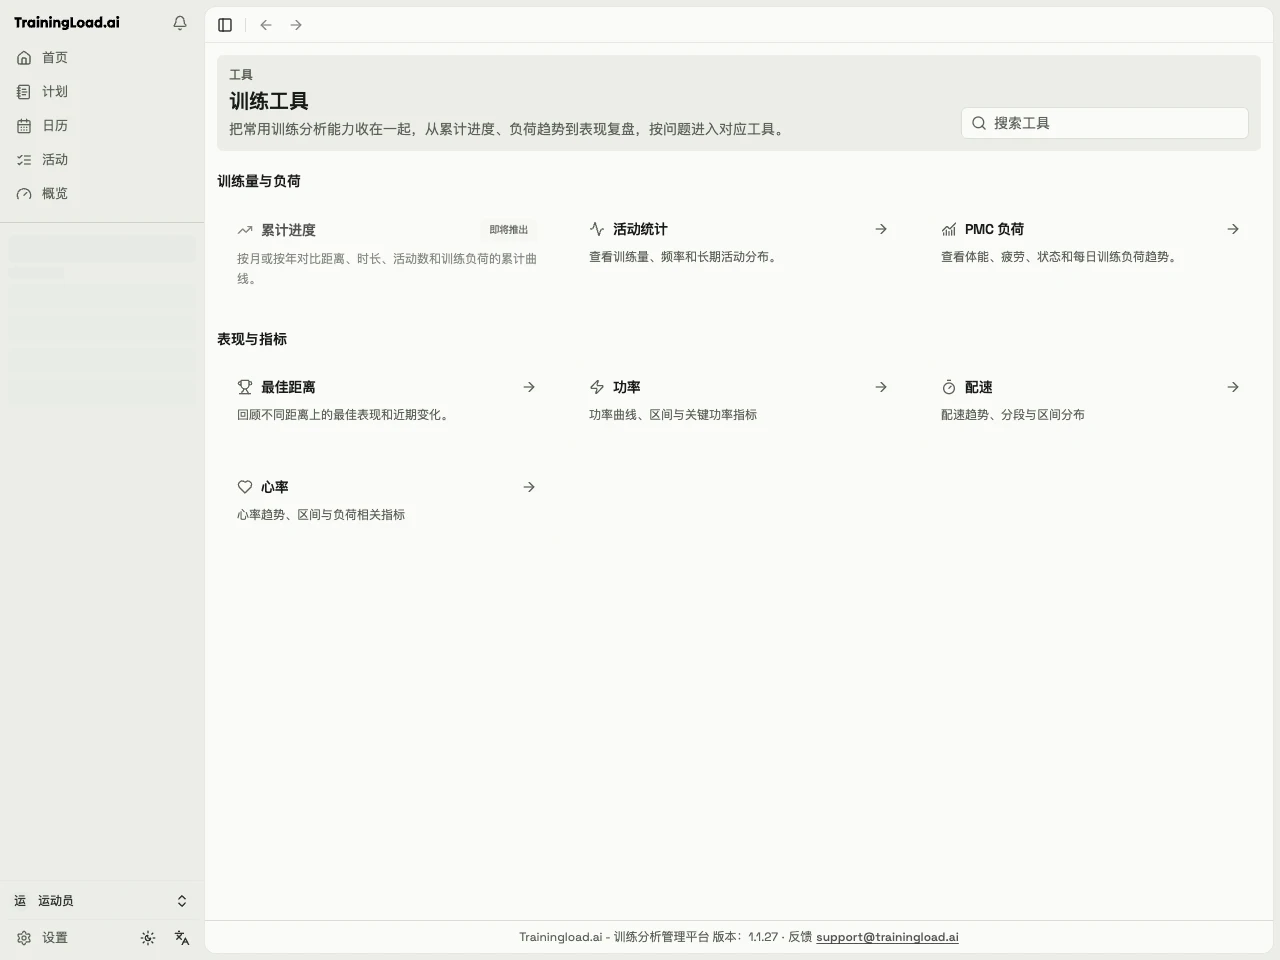 TrainingLoad.ai
首页
计划
日历
活动
概览
运 运动员
设置
工具
训练工具
把常用训练分析能力收在一起，从累计进度、负荷趋势到表现复盘，按问题进入对应工具。
搜索工具
训练量与负荷
累计进度
即将推出
按月或按年对比距离、时长、活动数和训练负荷的累计曲
线。
活动统计
查看训练量、频率和长期活动分布。
PMC 负荷
查看体能、疲劳、状态和每日训练负荷趋势。
表现与指标
最佳距离
回顾不同距离上的最佳表现和近期变化。
功率
功率曲线、区间与关键功率指标
配速
配速趋势、分段与区间分布
心率
心率趋势、区间与负荷相关指标
Trainingload.ai - 训练分析管理平台 版本：1.1.27 · 反馈 support@trainingload.ai